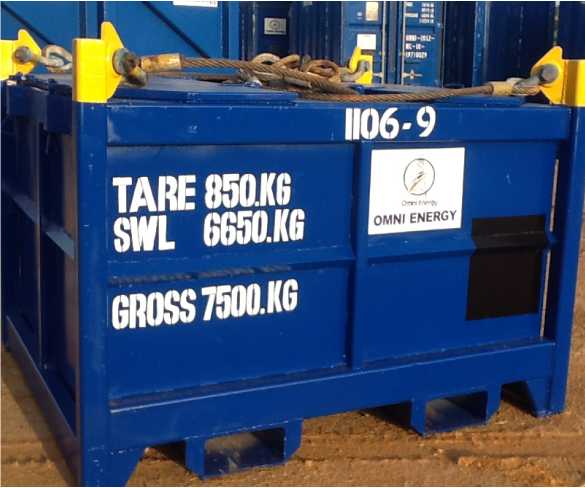 1106-9
TARE 850.KG
SWL 6650.KG
GROSS 7500.KG
Omni Energy
OMNI ENERGY